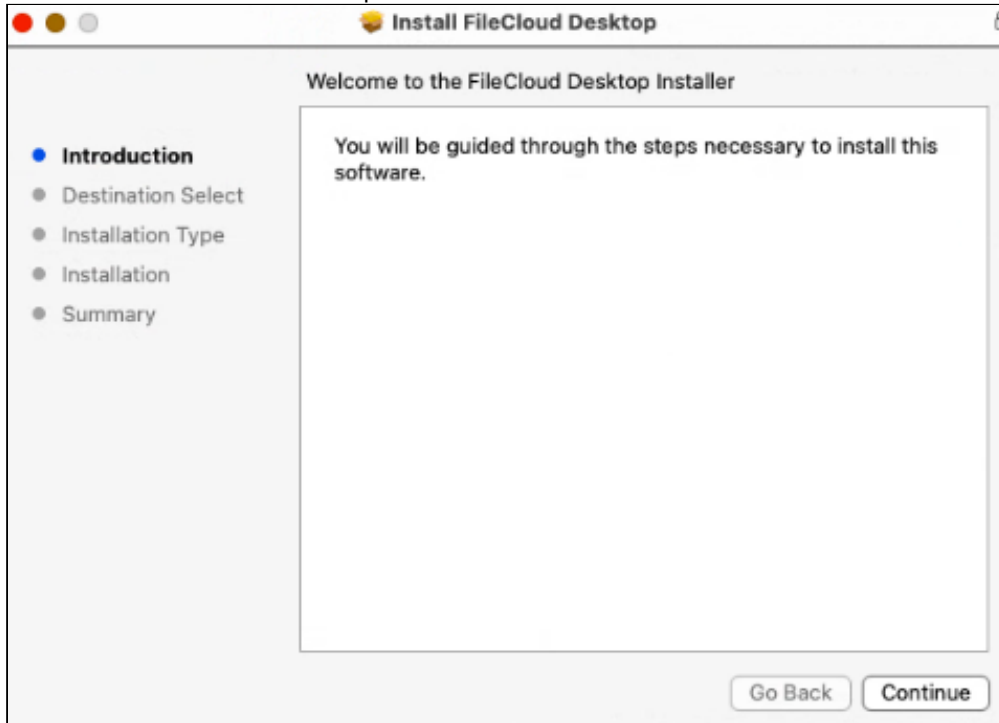 Install FileCloud Desktop
Welcome to the FileCloud Desktop Installer
Introduction
Destination Select
Installation Type
Installation
Summary
You will be guided through the steps necessary to install this
software.
Go Back
Continue